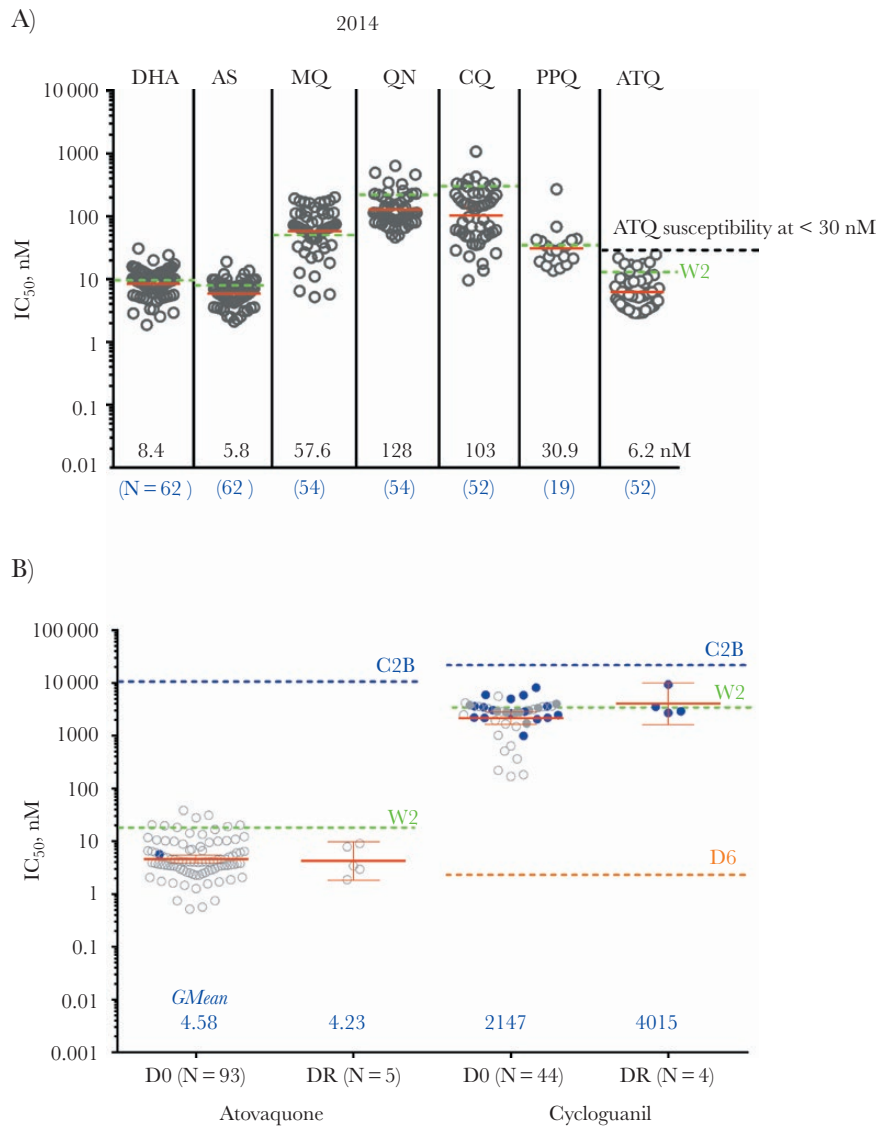 A)
2014
DHA AS MQ QN CQ PPQ ATQ
10 000
1000
100
10
1
0.1
0.01
IC50, nM
ATQ susceptibility at < 30 nM
W2
8.4 5.8 57.6 128 103 30.9 6.2 nM
(N = 62 ) (62 ) (54) (54) (52) (19) (52)
B)
100 000
10 000
1000
100
10
1
0.1
0.01
0.001
IC50, nM
C2B
W2
C2B
W2
D6
GMean
4.58 4.23 2147 4015
D0 (N = 93) DR (N = 5) D0 (N = 44) DR (N = 4)
Atovaquone Cycloguanil